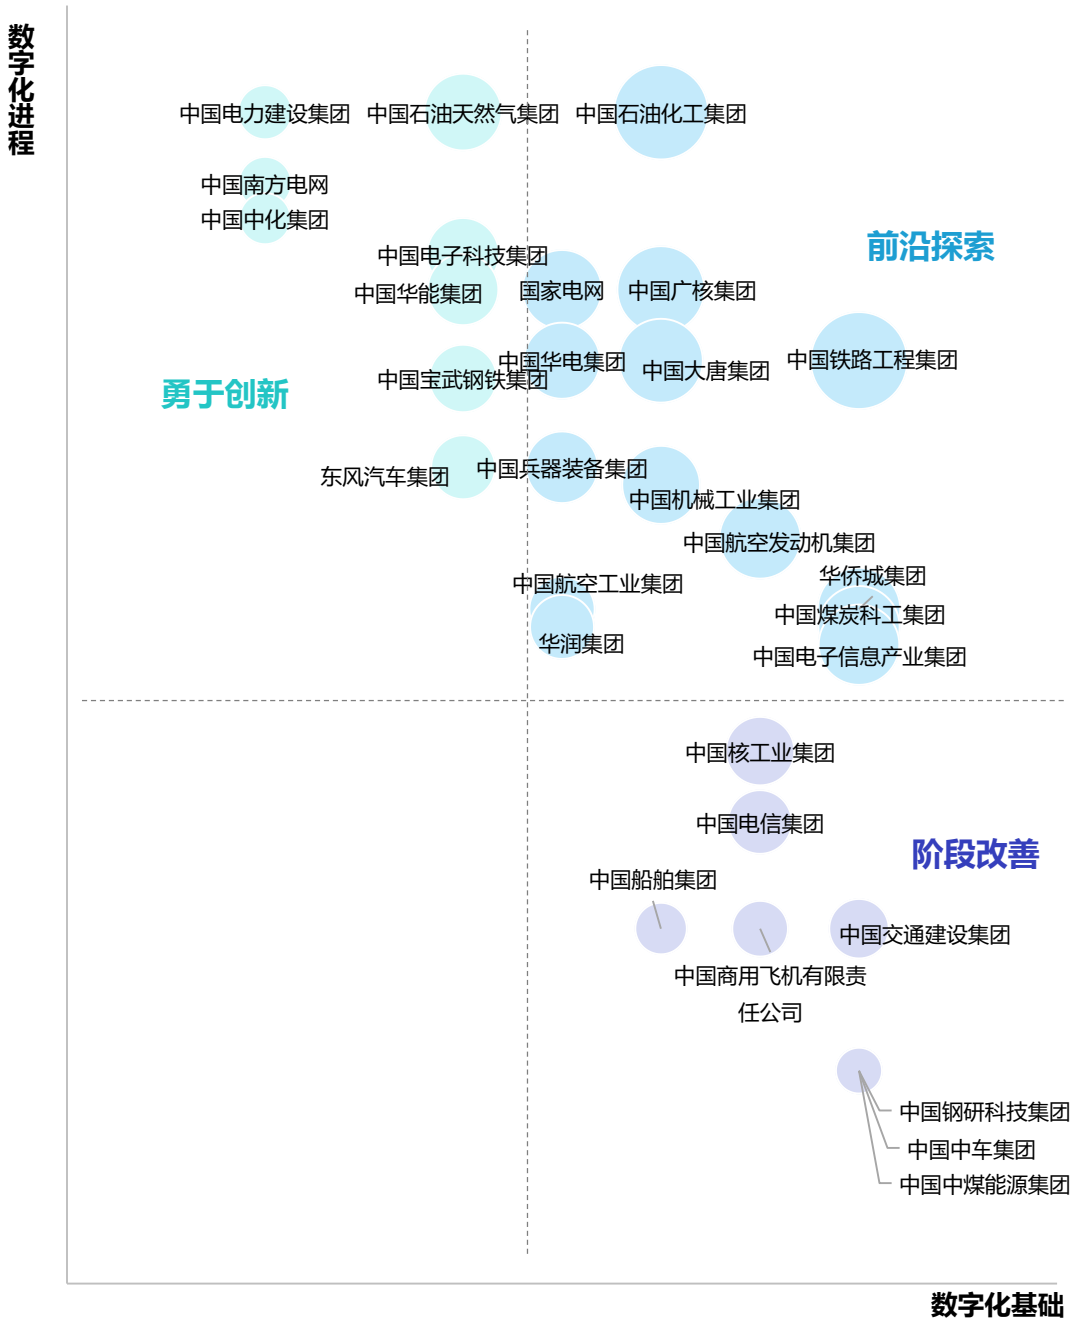 数字化进程
中国电力建设集团
中国石油天然气集团
中国石油化工集团
中国南方电网
中国中化集团
前沿探索
中国电子科技集团
中国华能集团
国家电网
中国广核集团
中国华电集团
中国大唐集团
中国铁路工程集团
中国宝武钢铁集团
勇于创新
东风汽车集团
中国兵器装备集团
中国机械工业集团
中国航空发动机集团
中国航空工业集团
华侨城集团
中国煤炭科工集团
华润集团
中国电子信息产业集团
中国核工业集团
中国电信集团
阶段改善
中国船舶集团
中国交通建设集团
中国商用飞机有限责
任公司
中国钢研科技集团
中国中车集团
中国中煤能源集团
数字化基础